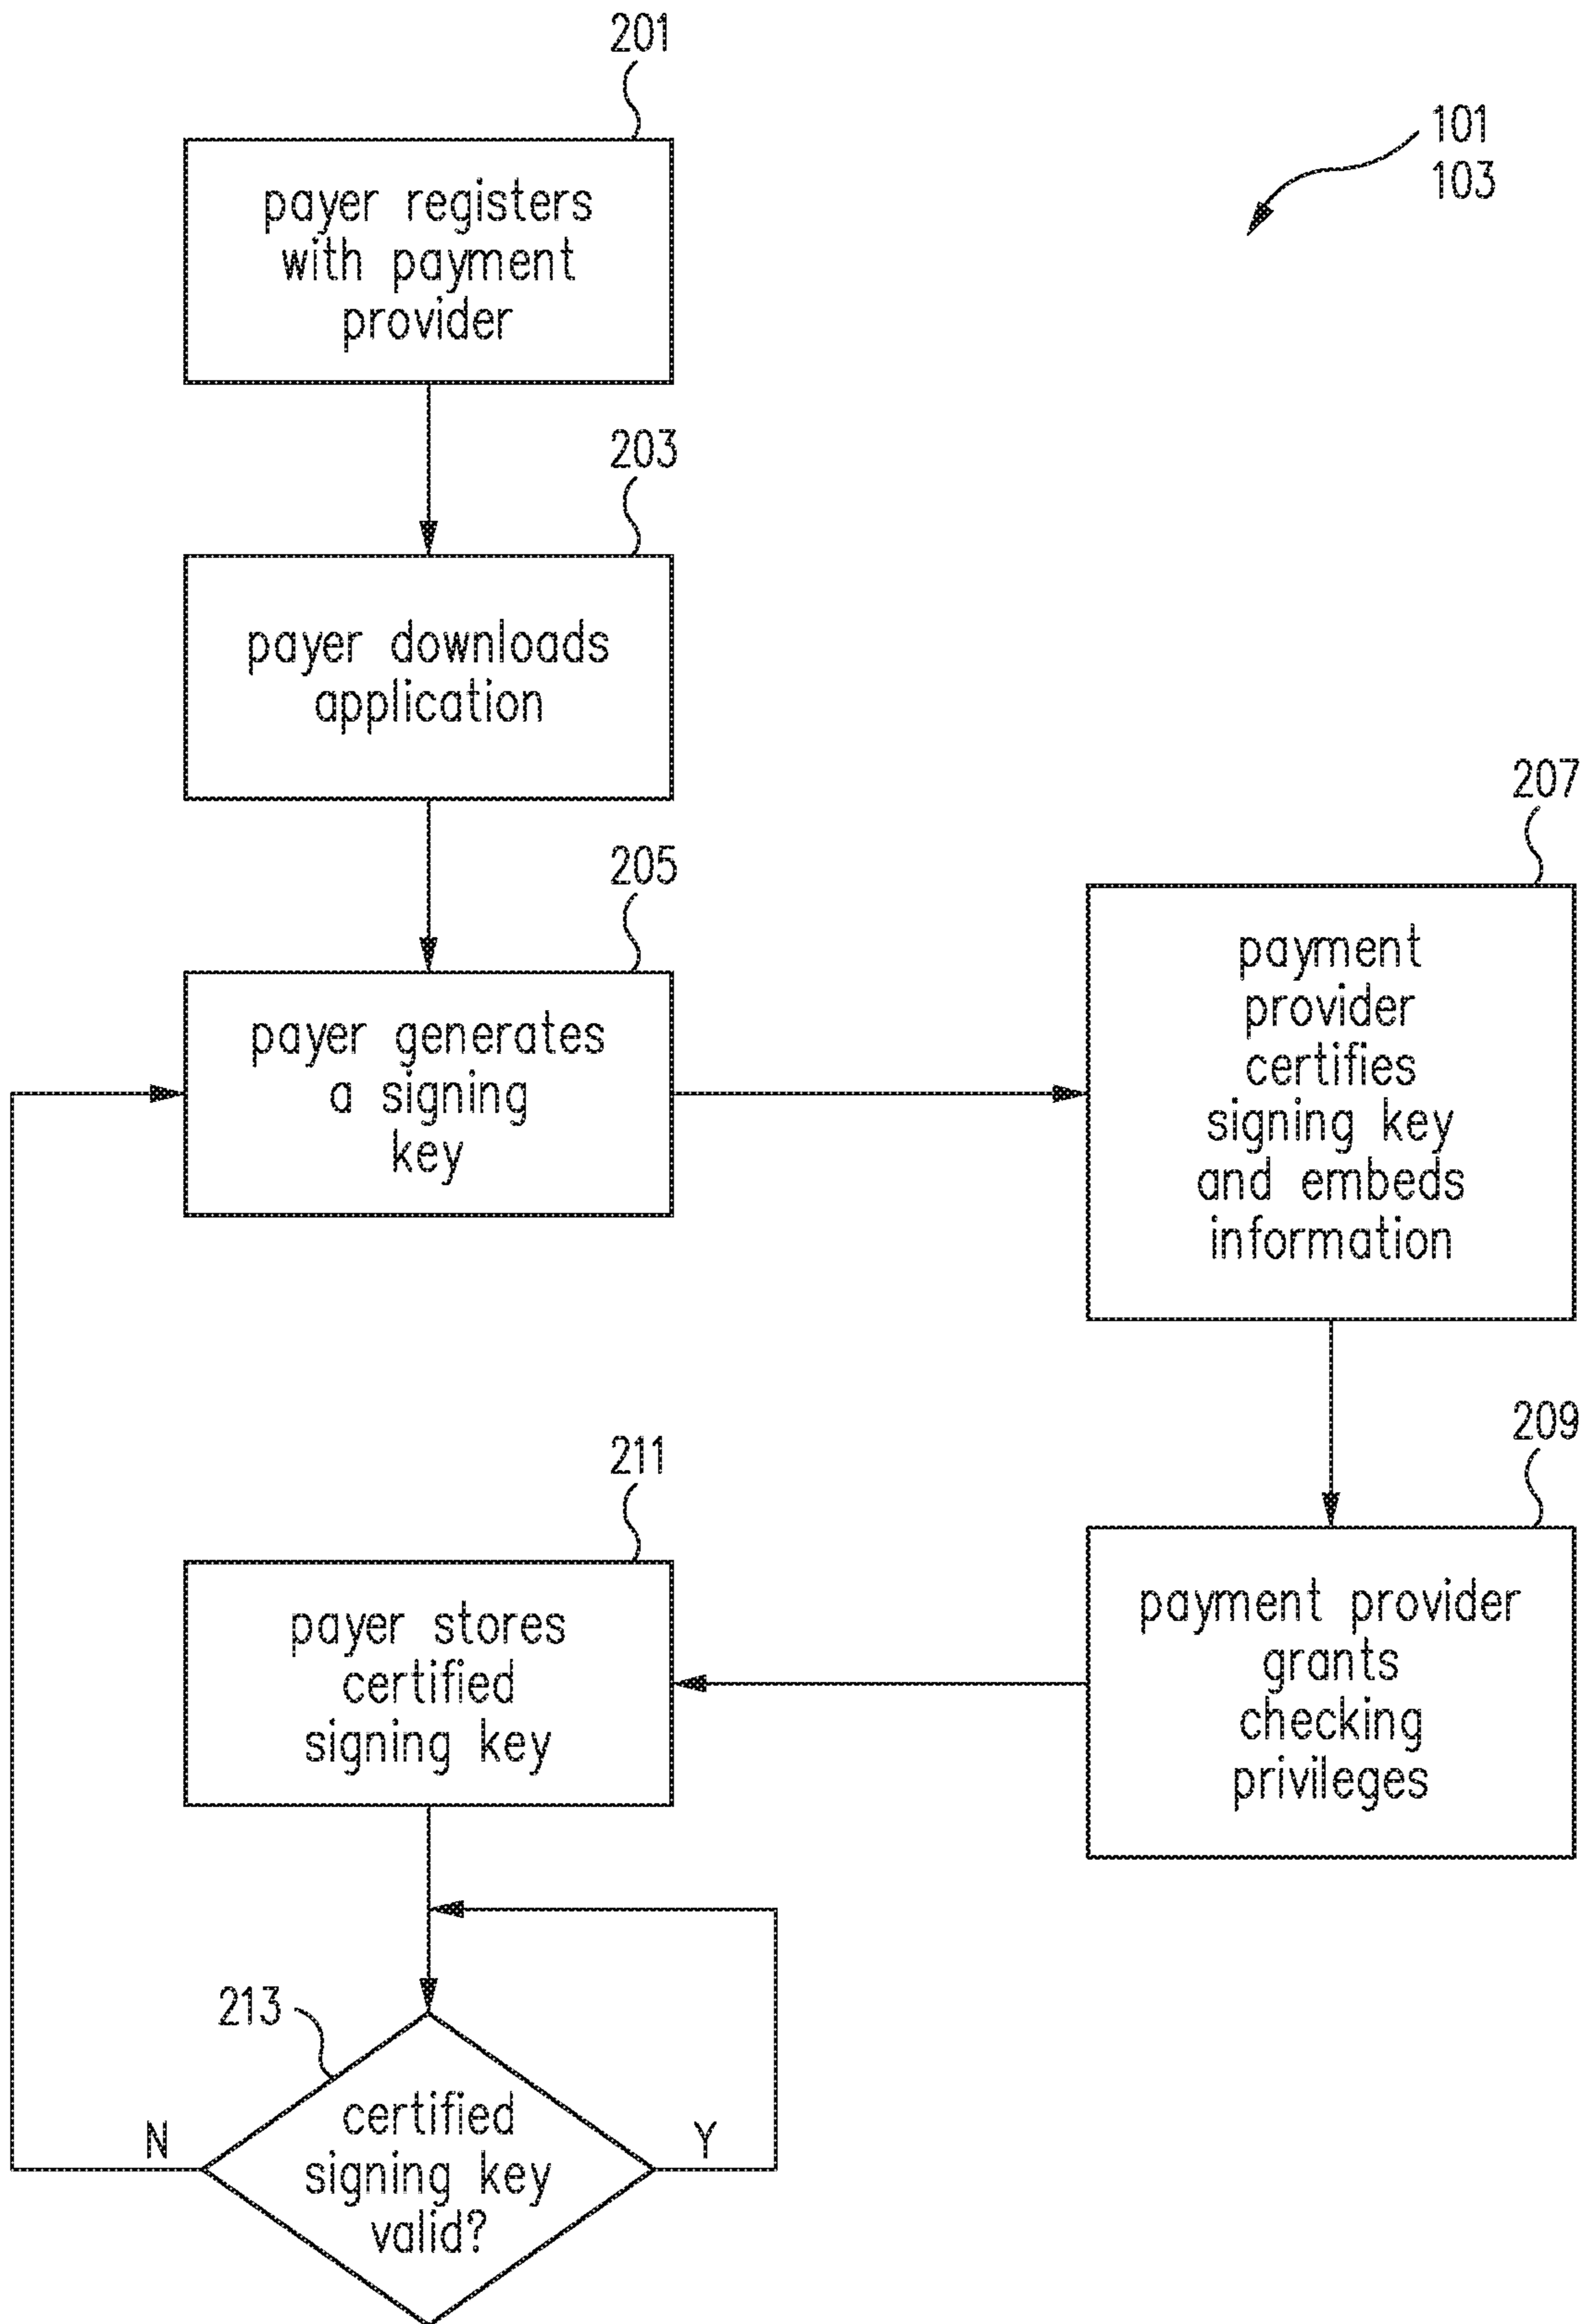 201
101
103
payer registers
with payment
provider
203
payer downloads
application
205
payer generates
a signing
key
207
payment
provider
certifies
signing key
and embeds
information
209
payment provider
grants
checking
privileges
211
payer stores
certified
signing key
213
certified
signing key
valid?
N
Y